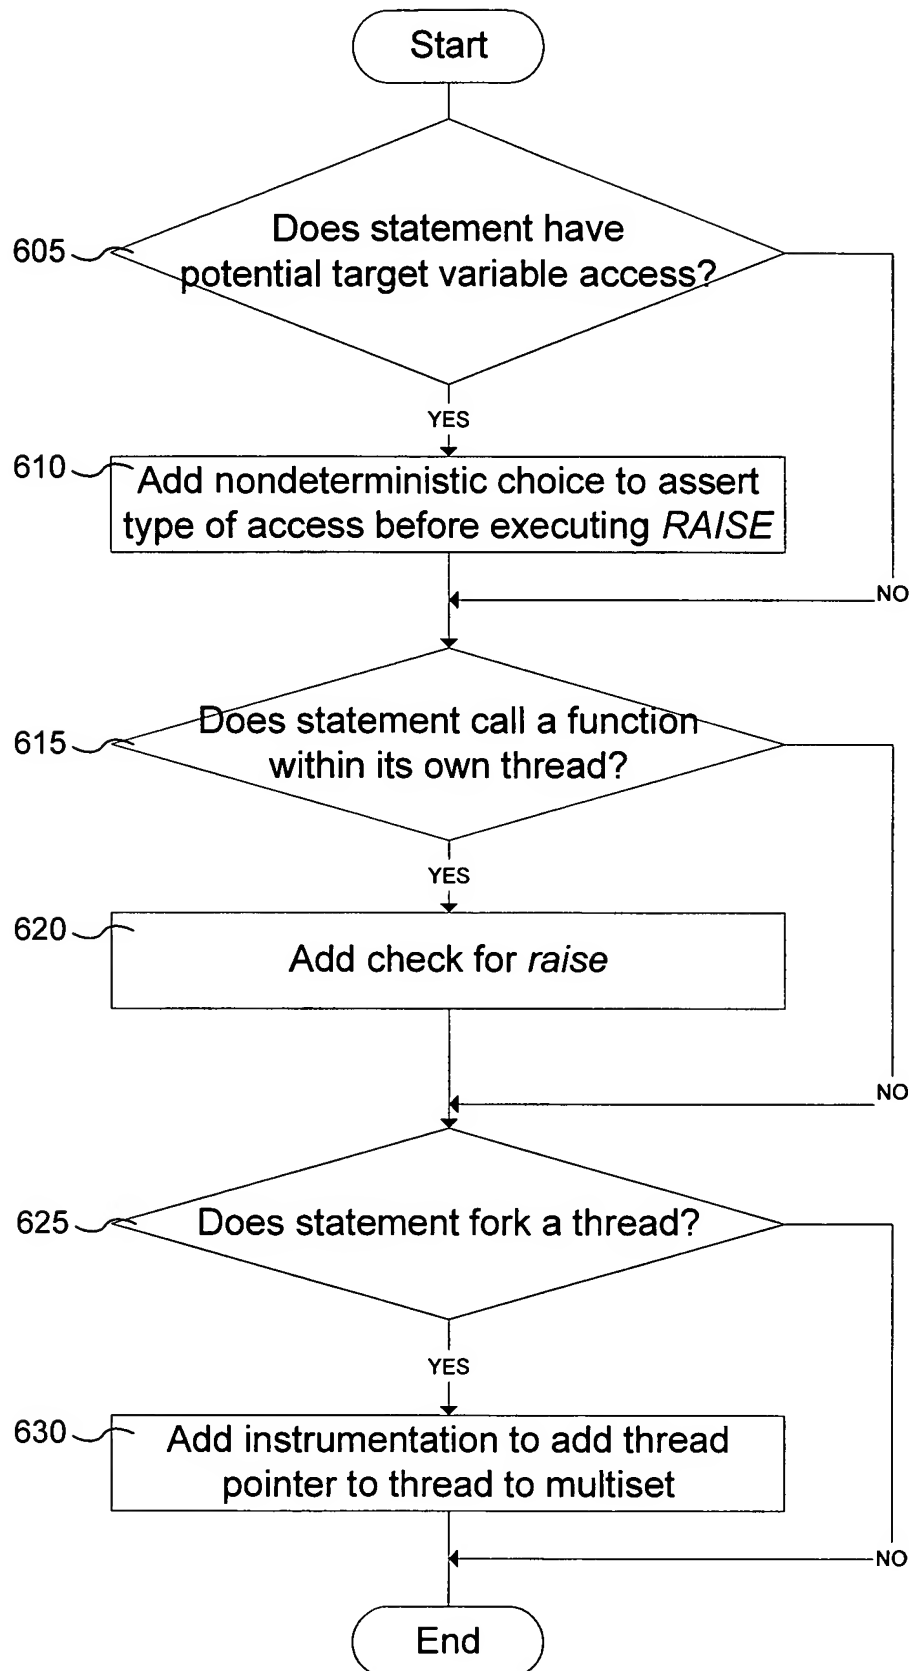 Start
605
Does statement have
potential target variable access?
YES
610
Add nondeterministic choice to assert
type of access before executing RAISE
NO
615
Does statement call a function
within its own thread?
YES
620
Add check for raise
NO
625
Does statement fork a thread?
YES
630
Add instrumentation to add thread
pointer to thread to multiset
NO
End